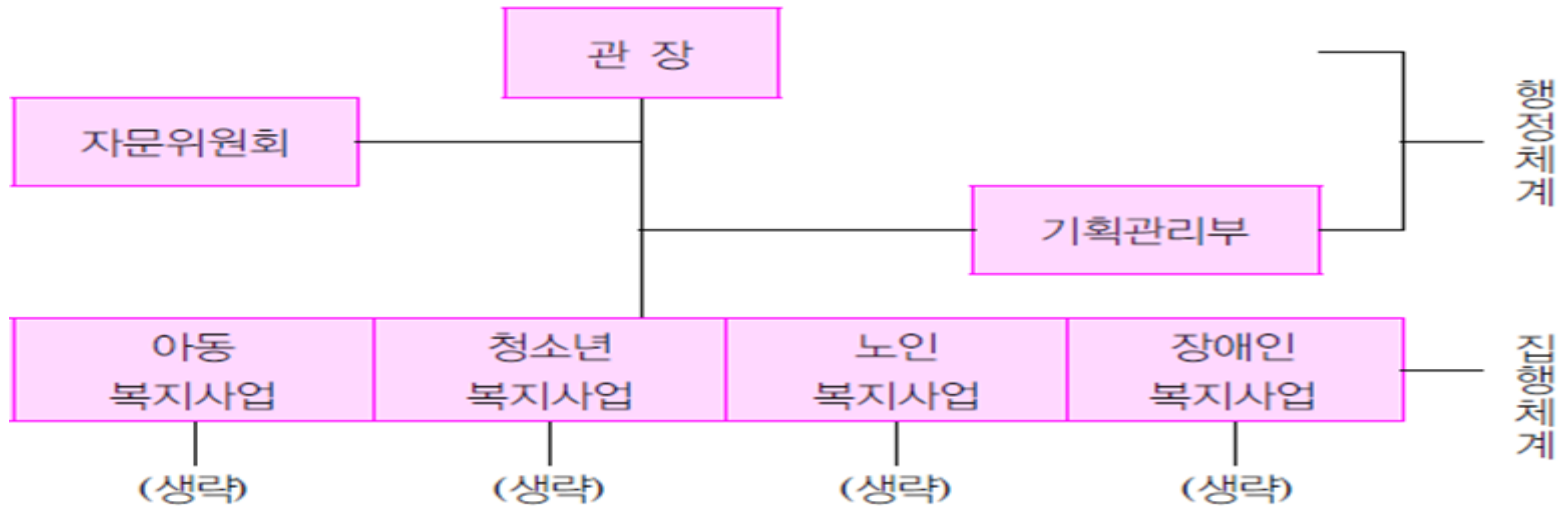 관 장
자문위원회
기획관리부
행정체계
아동 청소년 노인 장애인
복지사업 복지사업 복지사업 복지사업
집행체계
(생략) (생략) (생략) (생략)